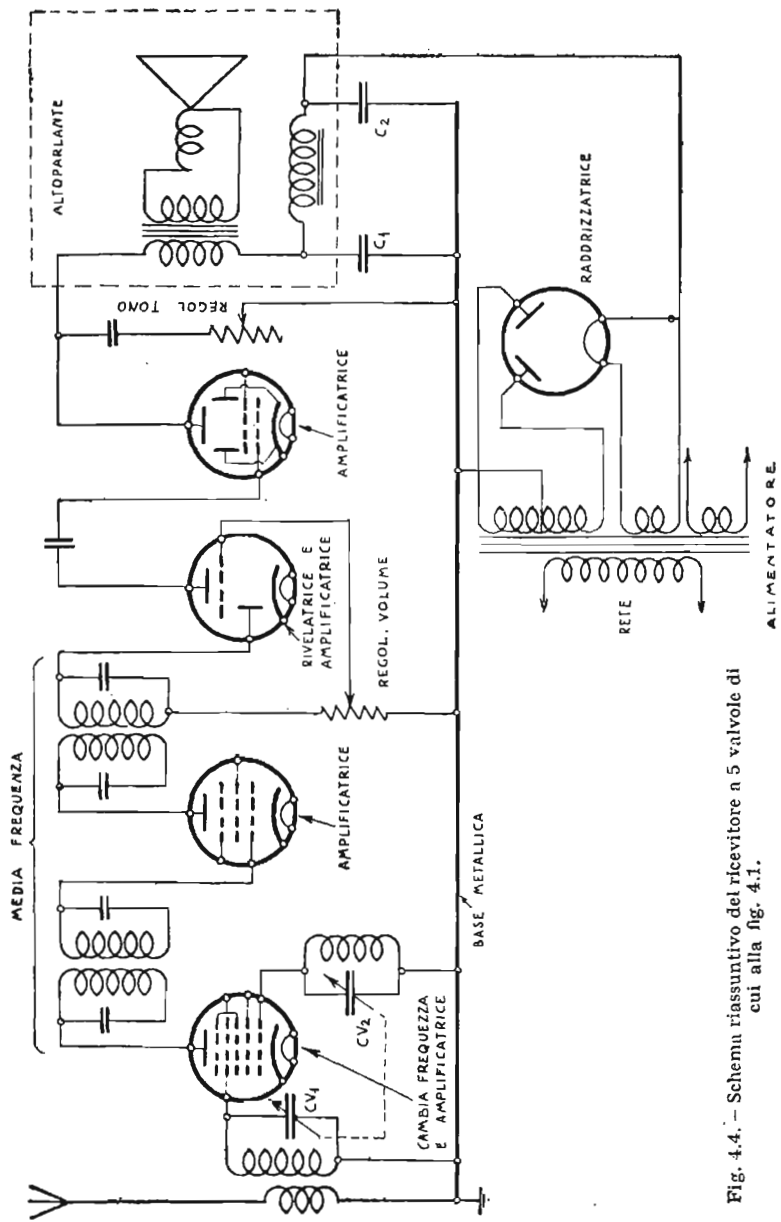 MEDIA FREQUENZA
ALTOPARLANTE
CV₁
CAMBIA FREQUEZZA
E AMPLIFICATRICE
CV₂
AMPLIFICATRICE
RIVELATRICE E
AMPLIFICATRICE
REGOL. VOLUME
AMPLIFICATRICE
REGOL TONO
C₁
C₂
BASE METALLICA
RADDRIZZATRICE
RETE
ALIMENTATORE
Fig. 4.4. – Schema riassuntivo del ricevitore a 5 valvole di
cui alla fig. 4.1.